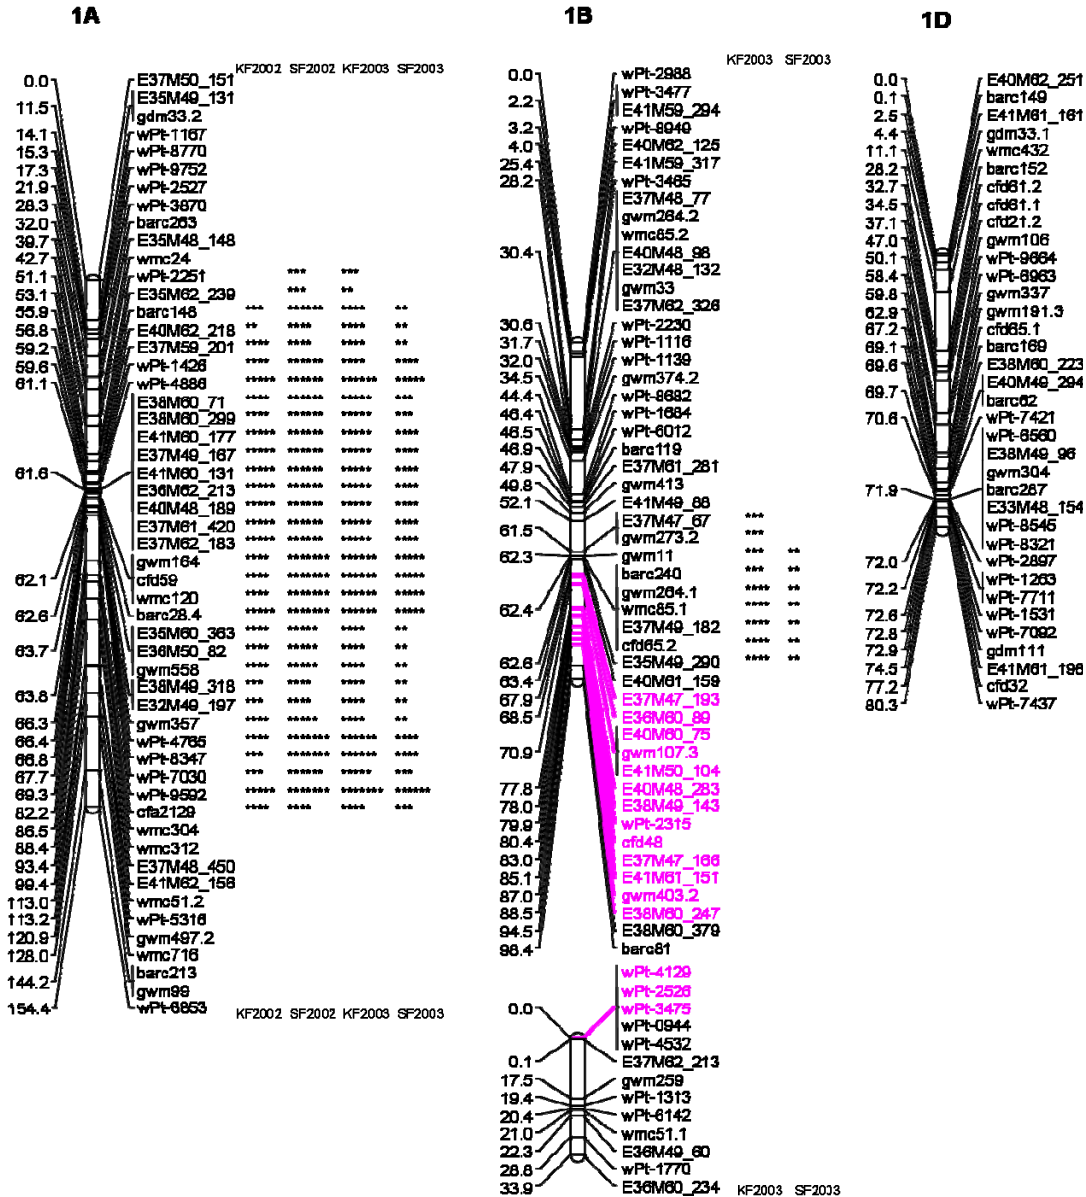 1A
KF2002 SF2002 KF2003 SF2003
0.0 E37M50_151
E35M49_131
11.5 gdm33.2
14.1 wPt-1167
15.3 wPt-8770
17.3 wPt-9752
21.9 wPt-2527
28.3 wPt-3870
32.0 barc263
39.7 E35M48_148
42.7 wmc24
51.1 wPt-2251
53.1 E35M62_239
55.9 barc148
56.8 E40M62_218
59.2 E37M59_201
59.6 wPt-1426
61.1 wPt-4886
E38M60_71
E38M60_299
E41M60_177
E37M49_167
61.6 E41M60_131
E36M62_213
E40M48_189
E37M61_420
E37M62_183
gwm164
62.1 cfd59
wmc120
62.6 barc28.4
E35M60_363
63.7 E36M50_82
gwm558
63.8 E38M49_318
E32M49_197
66.3 gwm357
66.4 wPt-4765
66.8 wPt-8347
67.7 wPt-7030
69.3 wPt-9592
82.2 cfa2129
86.5 wmc304
88.4 wmc312
93.4 E37M48_450
99.4 E41M62_156
113.0 wmc51.2
113.2 wPt-5316
120.9 gwm497.2
128.0 wmc716
144.2 barc213
gwm99
154.4 wPt-6853
KF2002 SF2002 KF2003 SF2003
1B
KF2003 SF2003
0.0 wPt-2988
wPt-3477
2.2 E41M59_294
3.2 wPt-8949
4.0 E40M62_125
25.4 E41M59_317
28.2 wPt-3465
E37M48_77
gwm264.2
wmc85.2
30.4 E40M48_98
E32M48_132
gwm33
E37M62_326
30.6 wPt-2230
31.7 wPt-1116
32.0 wPt-1139
34.5 gwm374.2
44.4 wPt-8682
46.4 wPt-1684
46.5 wPt-6012
46.9 barc119
47.9 E37M61_281
49.8 gwm413
52.1 E41M49_88
61.5 E37M47_67
gwm273.2
62.3 gwm11
barc240
gwm264.1
62.4 wmc85.1
E37M49_182
cfd65.2
62.6 E35M49_290
63.4 E40M61_159
67.9 E37M47_193
68.5 E36M60_89
E40M60_75
70.9 gwm107.3
E41M50_104
77.8 E40M48_283
78.0 E38M49_143
79.9 wPt-2315
80.4 cfd48
83.0 E37M47_166
85.1 E41M61_151
87.0 gwm403.2
88.5 E38M60_247
94.5 E38M60_379
98.4 barc81
wPt-4129
wPt-2526
0.0 wPt-3475
wPt-0944
wPt-4532
0.1 E37M62_213
17.5 gwm259
19.4 wPt-1313
20.4 wPt-6142
21.0 wmc51.1
22.3 E36M49_60
28.8 wPt-1770
33.9 E36M60_234
KF2003 SF2003
1D
0.0 E40M62_251
0.1 barc149
2.5 E41M61_161
4.4 gdm33.1
11.1 wmc432
28.2 barc152
32.7 cfd61.2
34.5 cfd61.1
37.1 cfd21.2
47.0 gwm106
50.1 wPt-9664
58.4 wPt-6963
59.8 gwm337
62.9 gwm191.3
67.2 cfd65.1
69.1 barc169
69.6 E38M60_223
69.7 E40M49_294
barc62
70.6 wPt-7421
wPt-6560
E38M49_96
gwm304
71.9 barc287
E33M48_154
wPt-8545
wPt-8321
72.0 wPt-2897
72.2 wPt-1263
wPt-7711
72.6 wPt-1531
72.8 wPt-7092
72.9 gdm111
74.5 E41M61_196
77.2 cfd32
80.3 wPt-7437